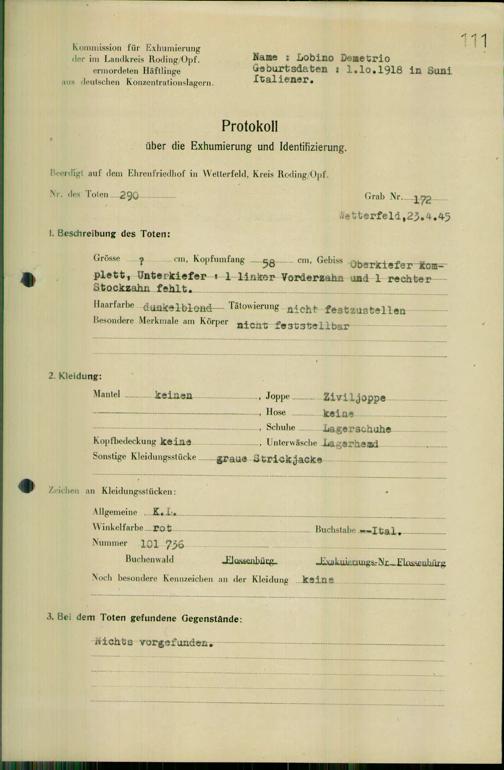 111
Kommission für Exhumierung
der im Landkreis Roding/Opf.
ermordeten Häftlinge
aus deutschen Konzentrationslagern.
Name : Lobino Demetrio
Geburtsdaten : 1.1o.1918 in Suni
Italiener.
Protokoll
über die Exhumierung und Identifizierung.
Beerdigt auf dem Ehrenfriedhof in Wetterfeld, Kreis Roding/Opf.
Nr. des Toten 290 Grab Nr. 172
Wetterfeld,23.4.45
1. Beschreibung des Toten:
Grösse ? cm, Kopfumfang 58 cm, Gebiss Oberkiefer kom-
plett, Unterkiefer : 1 linker Vorderzahn und 1 rechter
Stockzahn fehlt.
Haarfarbe dunkelblond Tätowierung nicht festzustellen
Besondere Merkmale am Körper nicht feststellbar
2. Kleidung:
Mantel keinen , Joppe Ziviljoppe
, Hose keine
, Schuhe Lagerschuhe
Kopfbedeckung keine , Unterwäsche Lagerhemd
Sonstige Kleidungsstücke graue Strickjacke
Zeichen an Kleidungsstücken:
Allgemeine K.L.
Winkelfarbe rot Buchstabe --Ital.
Nummer 101 736
Buchenwald Flossenbürg Evakuierungs-Nr. Flossenbürg
Noch besondere Kennzeichen an der Kleidung keine
3. Bei dem Toten gefundene Gegenstände:
Nichts vorgefunden.